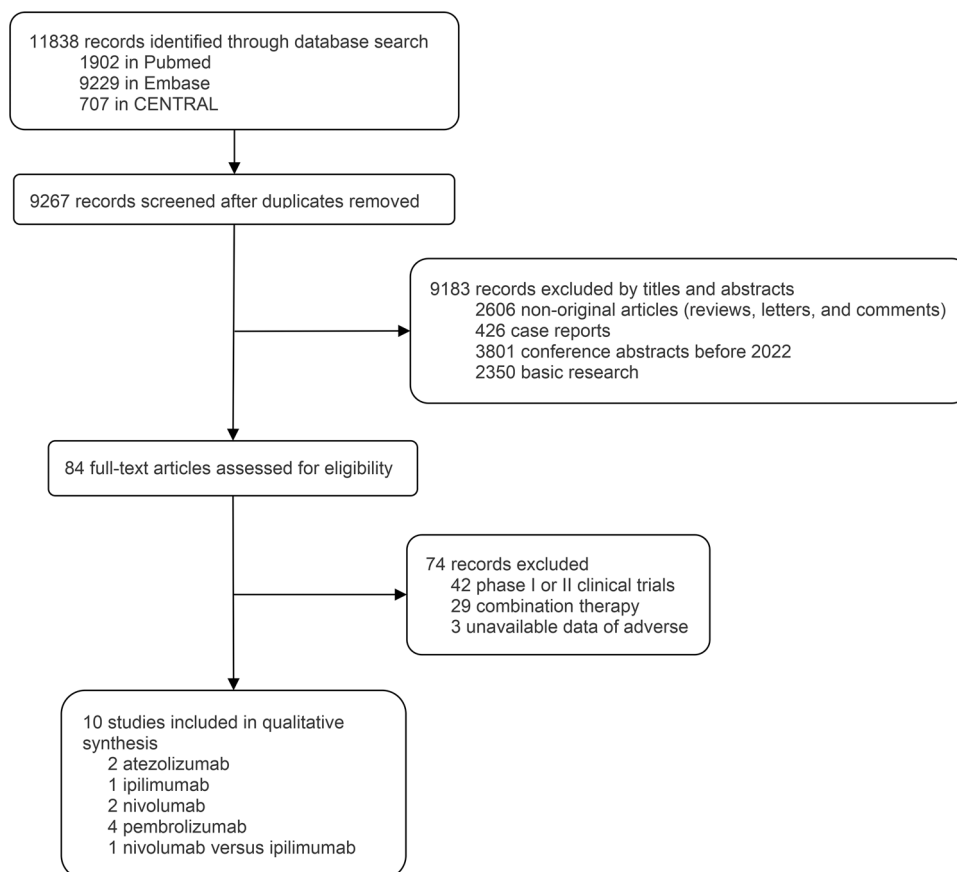 11838 records identified through database search
1902 in Pubmed
9229 in Embase
707 in CENTRAL
9267 records screened after duplicates removed
9183 records excluded by titles and abstracts
2606 non-original articles (reviews, letters, and comments)
426 case reports
3801 conference abstracts before 2022
2350 basic research
84 full-text articles assessed for eligibility
74 records excluded
42 phase I or II clinical trials
29 combination therapy
3 unavailable data of adverse
10 studies included in qualitative
synthesis
2 atezolizumab
1 ipilimumab
2 nivolumab
4 pembrolizumab
1 nivolumab versus ipilimumab